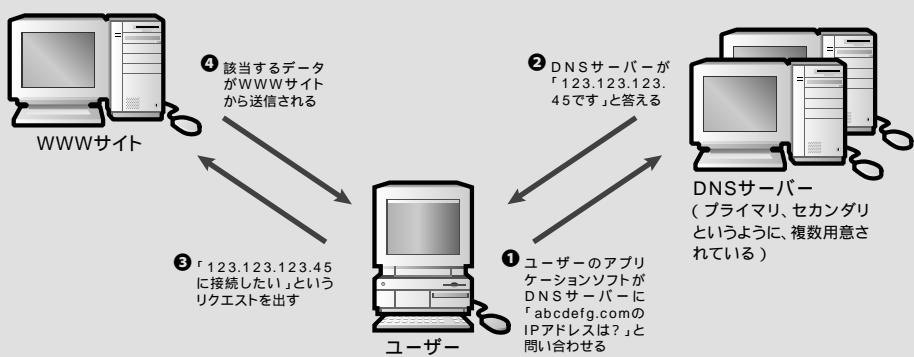 ❹ 該当するデータ
がWWWサイト
から送信される
WWWサイト
❷ DNSサーバーが
「123.123.123.
45です」と答える
DNSサーバー
(プライマリ、セカンダリ
というように、複数用意さ
れている)
❸ 「123.123.123.45
に接続したい」という
リクエストを出す
❶ ユーザーのアプリ
ケーションソフトが
DNSサーバーに
「abcdefg.comの
IPアドレスは?」と
問い合わせる
ユーザー